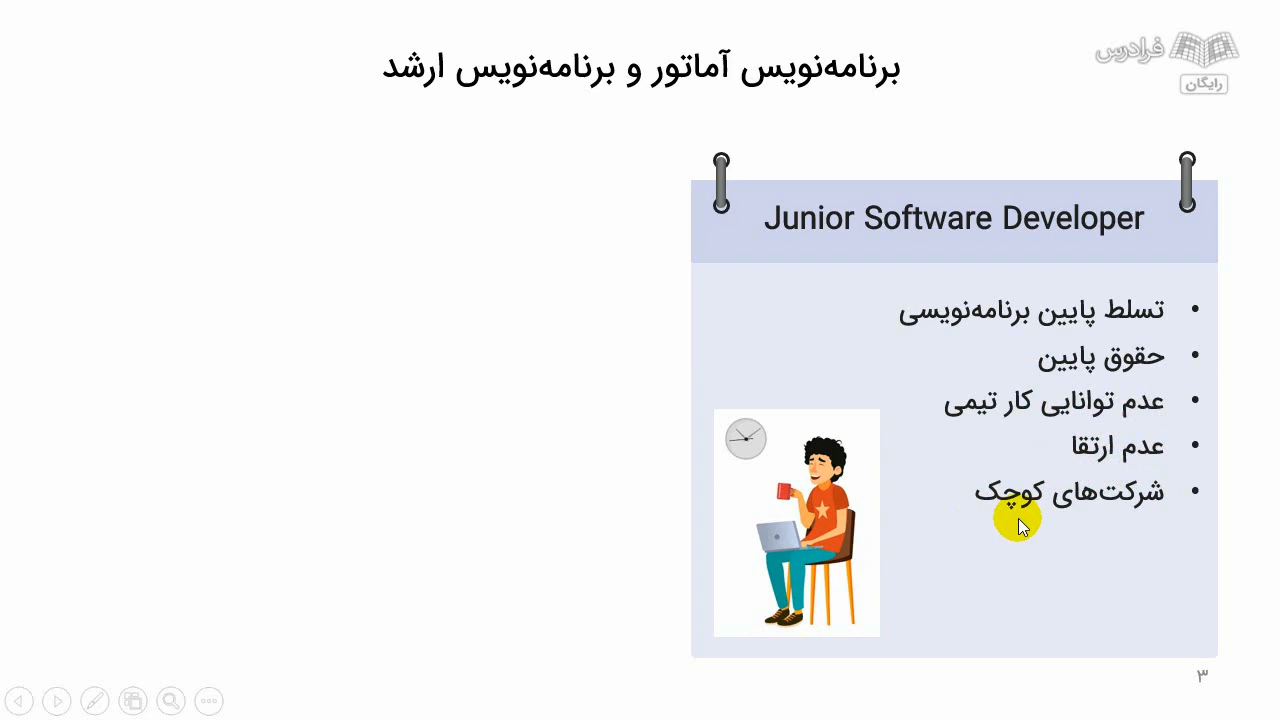 فرادرس
رایگان
برنامه‌نویس آماتور و برنامه‌نویس ارشد
Junior Software Developer
• تسلط پایین برنامه‌نویسی
• حقوق پایین
• عدم توانایی کار تیمی
• عدم ارتقا
• شرکت‌های کوچک
۳